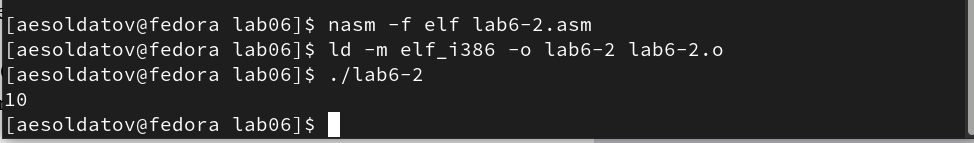 [aesoldatov@fedora lab06]$ nasm -f elf lab6-2.asm
[aesoldatov@fedora lab06]$ ld -m elf_i386 -o lab6-2 lab6-2.o
[aesoldatov@fedora lab06]$ ./lab6-2
10
[aesoldatov@fedora lab06]$